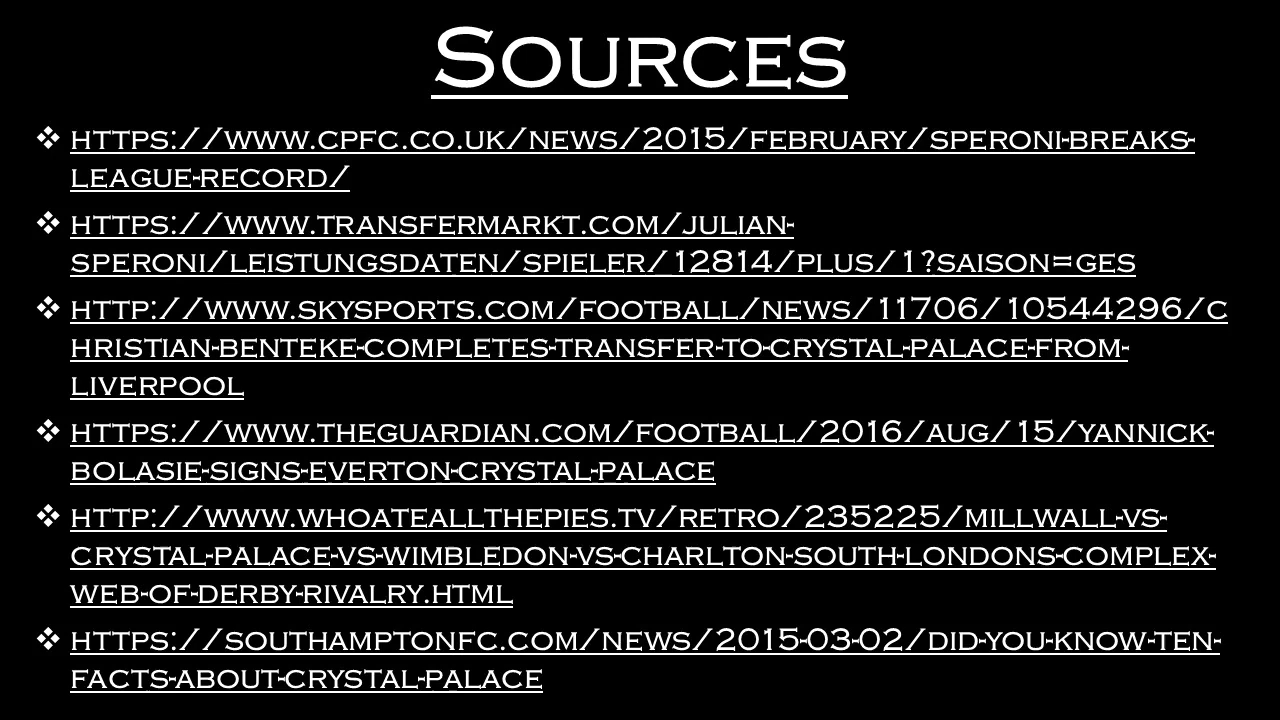 Sources
❖ https://www.cpfc.co.uk/news/2015/february/speroni-breaks-
league-record/
❖ https://www.transfermarkt.com/julian-
speroni/leistungsdaten/spieler/12814/plus/1?saison=ges
❖ http://www.skysports.com/football/news/11706/10544296/c
hristian-benteke-completes-transfer-to-crystal-palace-from-
liverpool
❖ https://www.theguardian.com/football/2016/aug/15/yannick-
bolasie-signs-everton-crystal-palace
❖ http://www.whoateallthepies.tv/retro/235225/millwall-vs-
crystal-palace-vs-wimbledon-vs-charlton-south-londons-complex-
web-of-derby-rivalry.html
❖ https://southamptonfc.com/news/2015-03-02/did-you-know-ten-
facts-about-crystal-palace